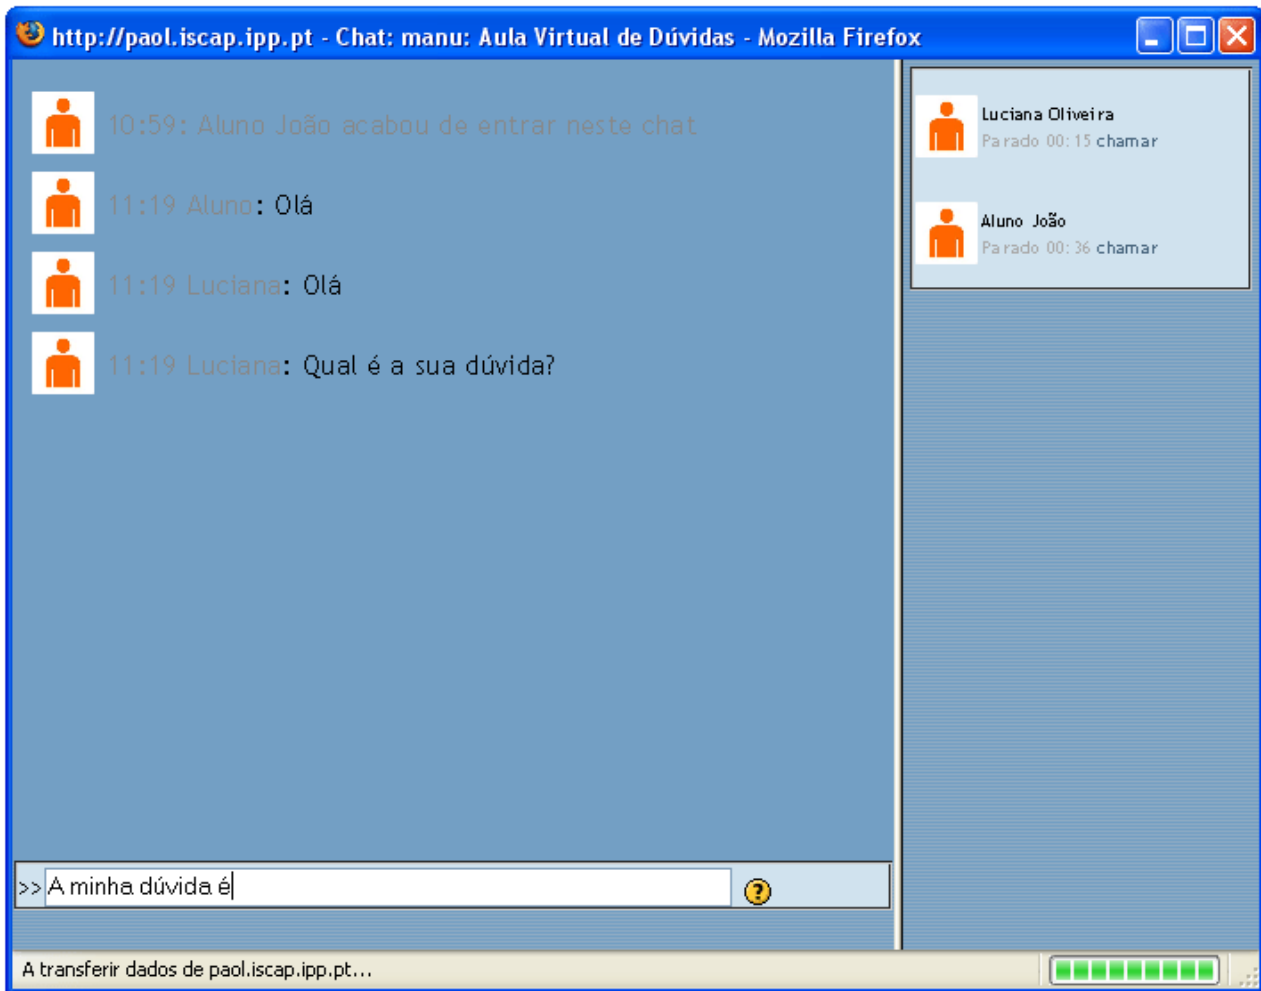 http://paol.iscap.ipp.pt - Chat: manu: Aula Virtual de Dúvidas - Mozilla Firefox
10:59: Aluno João acabou de entrar neste chat
11:19 Aluno: Olá
11:19 Luciana: Olá
11:19 Luciana: Qual é a sua dúvida?
Luciana Oliveira
Parado 00:15 chamar
Aluno João
Parado 00:36 chamar
>> A minha dúvida é
?
A transferir dados de paol.iscap.ipp.pt...